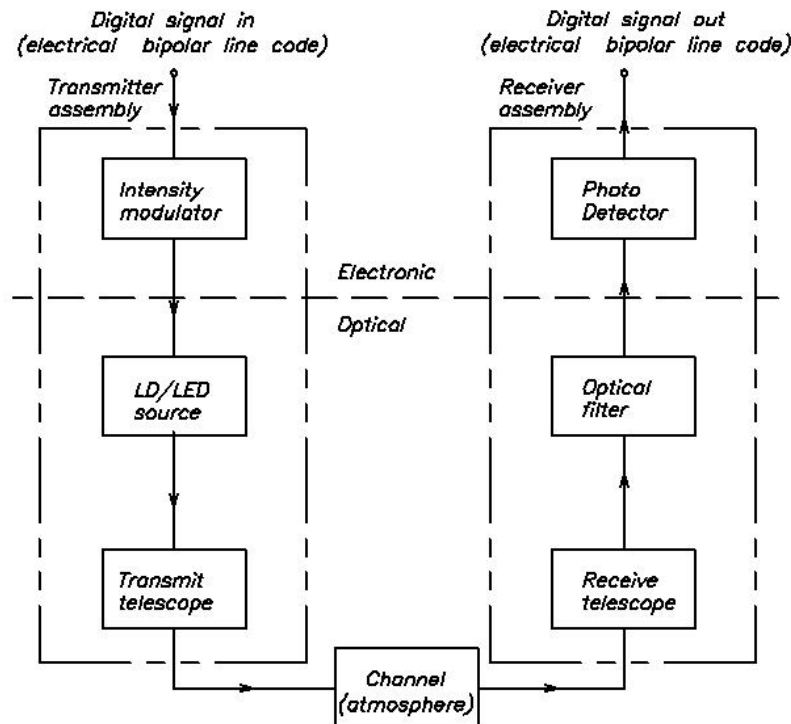 Digital signal in
(electrical bipolar line code)
Transmitter
assembly
Intensity
modulator
LD/LED
source
Transmit
telescope
Channel
(atmosphere)
Electronic
Optical
Digital signal out
(electrical bipolar line code)
Receiver
assembly
Photo
Detector
Optical
filter
Receive
telescope